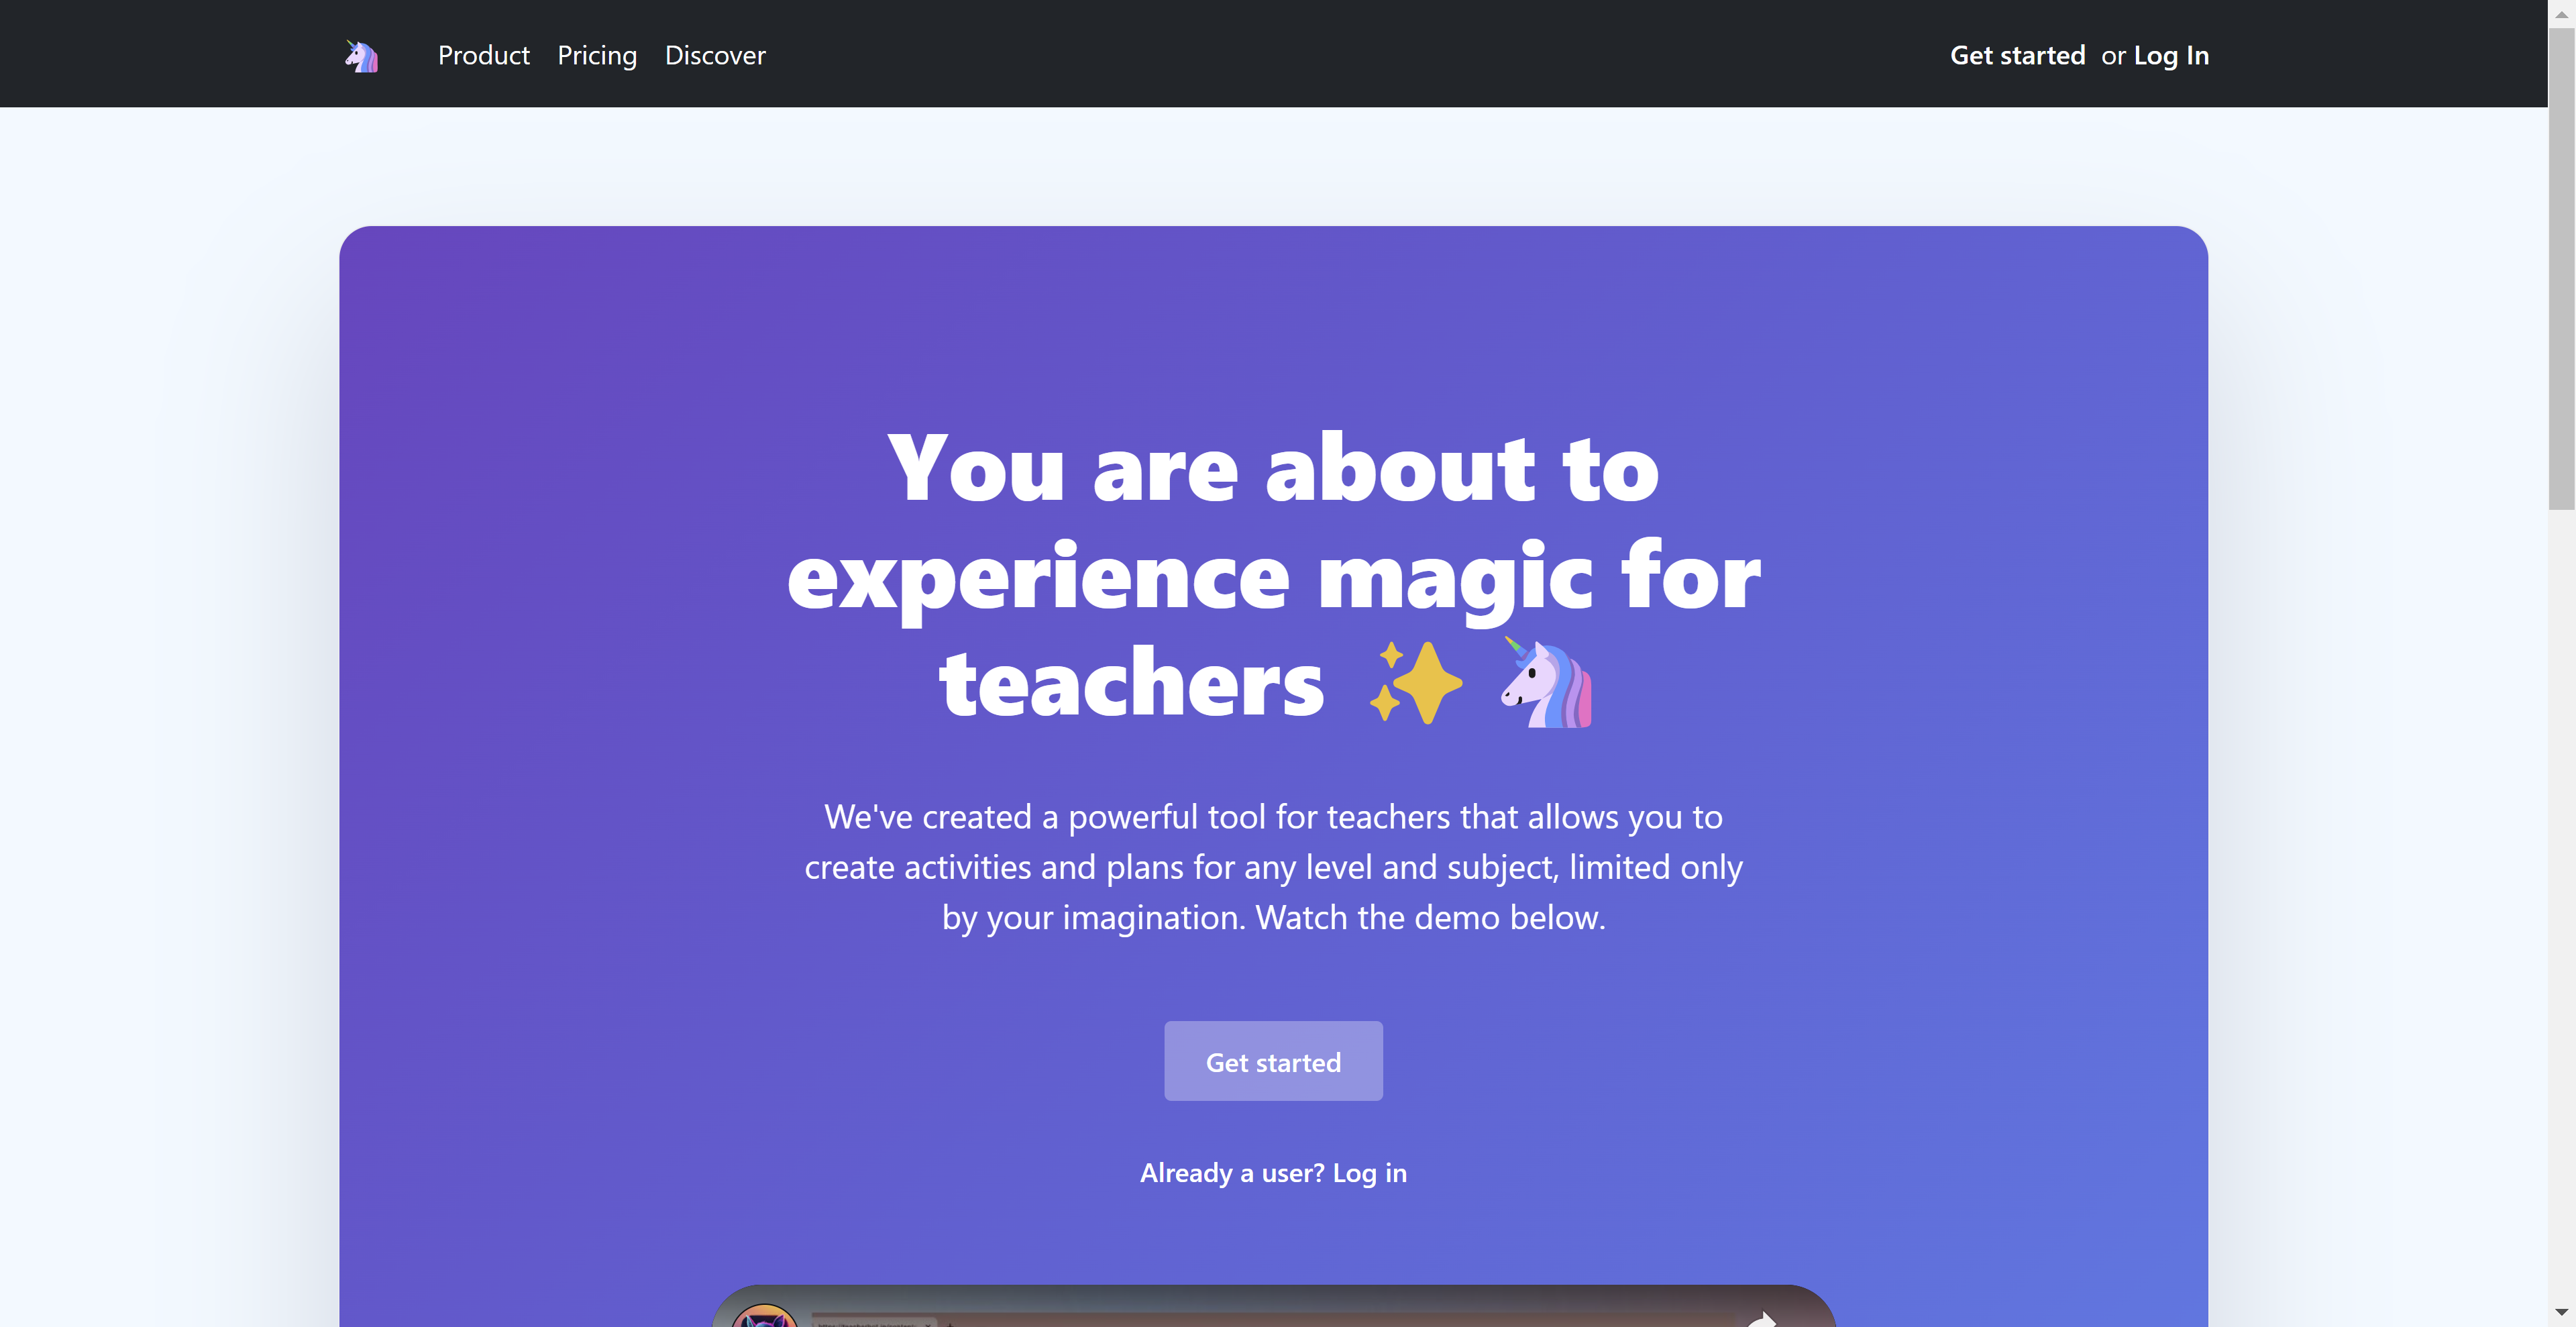 Product Pricing Discover
Get started or Log In
You are about to
experience magic for
teachers ✨🦄
We've created a powerful tool for teachers that allows you to
create activities and plans for any level and subject, limited only
by your imagination. Watch the demo below.
Get started
Already a user? Log in